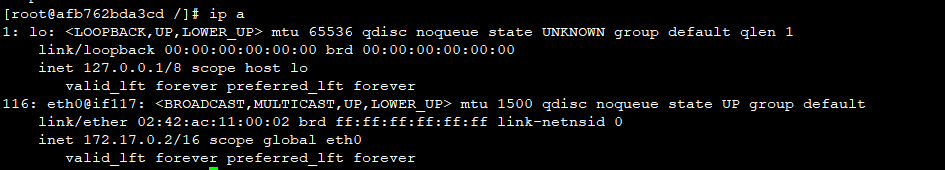 [root@afb762bda3cd /]# ip a
1: lo: <LOOPBACK,UP,LOWER_UP> mtu 65536 qdisc noqueue state UNKNOWN group default qlen 1
    link/loopback 00:00:00:00:00:00 brd 00:00:00:00:00:00
    inet 127.0.0.1/8 scope host lo
       valid_lft forever preferred_lft forever
116: eth0@if117: <BROADCAST,MULTICAST,UP,LOWER_UP> mtu 1500 qdisc noqueue state UP group default
    link/ether 02:42:ac:11:00:02 brd ff:ff:ff:ff:ff:ff link-netnsid 0
    inet 172.17.0.2/16 scope global eth0
       valid_lft forever preferred_lft forever